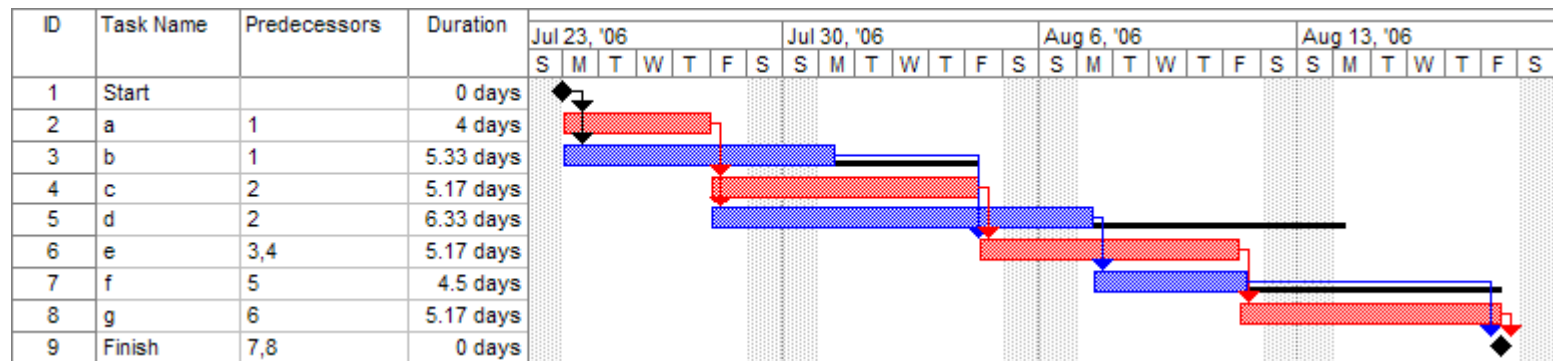 ID Task Name Predecessors Duration Jul 23, '06 Jul 30, '06 Aug 6, '06 Aug 13, '06
S M T W T F S S M T W T F S S M T W T F S S M T W T F S
1 Start 0 days
2 a 1 4 days
3 b 1 5.33 days
4 c 2 5.17 days
5 d 2 6.33 days
6 e 3,4 5.17 days
7 f 5 4.5 days
8 g 6 5.17 days
9 Finish 7,8 0 days